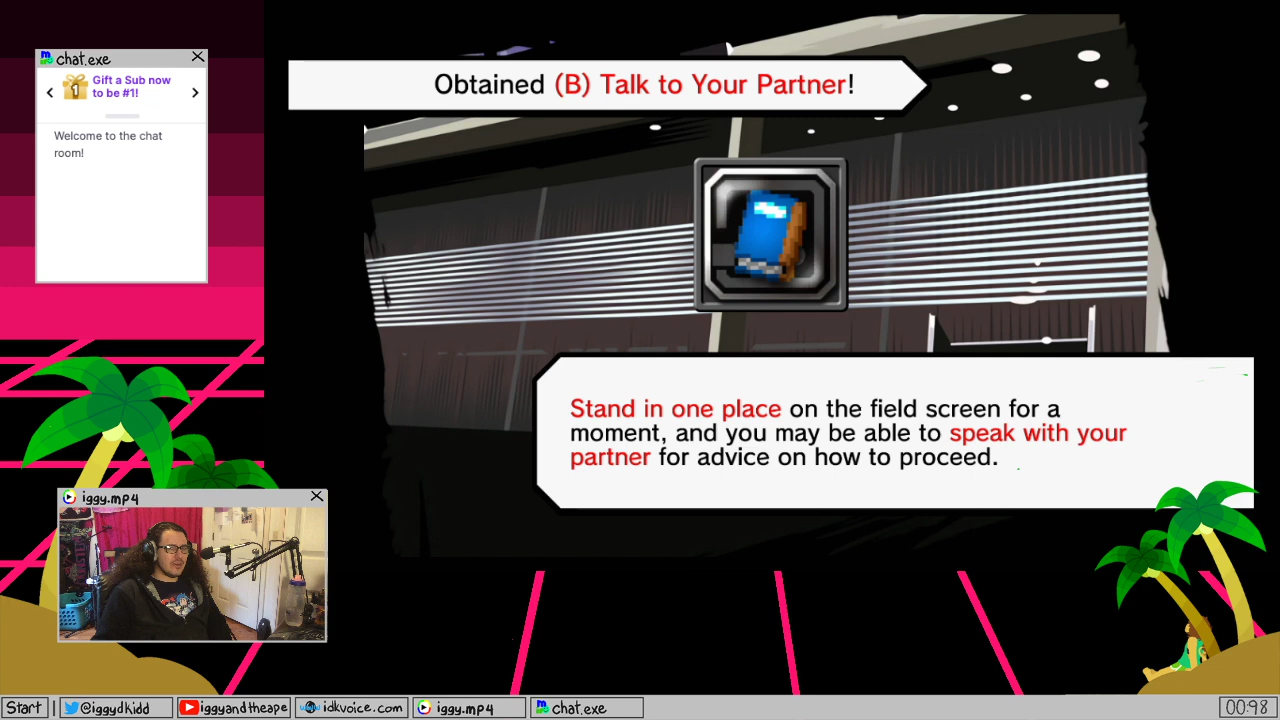 chat.exe
Gift a Sub now
to be #1!
1
Welcome to the chat
room!
Obtained (B) Talk to Your Partner!
Stand in one place on the field screen for a
moment, and you may be able to speak with your
partner for advice on how to proceed.
iggy.mp4
Start
@iggydkidd
iggyandtheape
www
idkvoice.com
iggy.mp4
chat.exe
00:98